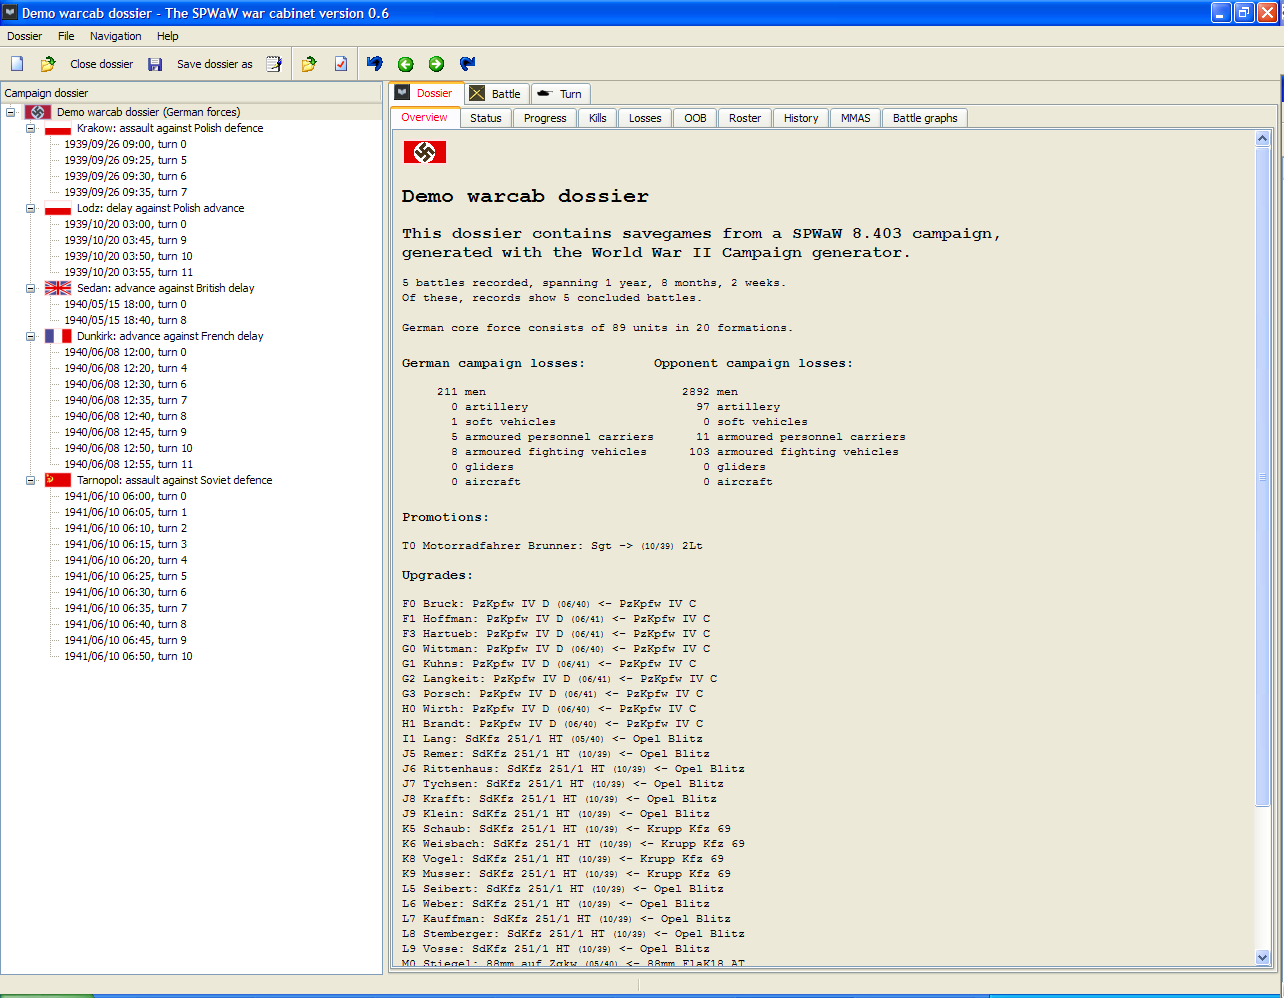 Demo warcab dossier - The SPWaW war cabinet version 0.6
Dossier File Navigation Help
Close dossier Save dossier as
Campaign dossier
Demo warcab dossier (German forces)
Krakow: assault against Polish defence
1939/09/26 09:00, turn 0
1939/09/26 09:25, turn 5
1939/09/26 09:30, turn 6
1939/09/26 09:35, turn 7
Lodz: delay against Polish advance
1939/10/20 03:00, turn 0
1939/10/20 03:45, turn 9
1939/10/20 03:50, turn 10
1939/10/20 03:55, turn 11
Sedan: advance against British delay
1940/05/15 18:00, turn 0
1940/05/15 18:40, turn 8
Dunkirk: advance against French delay
1940/06/08 12:00, turn 0
1940/06/08 12:20, turn 4
1940/06/08 12:30, turn 6
1940/06/08 12:35, turn 7
1940/06/08 12:40, turn 8
1940/06/08 12:45, turn 9
1940/06/08 12:50, turn 10
1940/06/08 12:55, turn 11
Tarnopol: assault against Soviet defence
1941/06/10 06:00, turn 0
1941/06/10 06:05, turn 1
1941/06/10 06:10, turn 2
1941/06/10 06:15, turn 3
1941/06/10 06:20, turn 4
1941/06/10 06:25, turn 5
1941/06/10 06:30, turn 6
1941/06/10 06:35, turn 7
1941/06/10 06:40, turn 8
1941/06/10 06:45, turn 9
1941/06/10 06:50, turn 10
Dossier Battle Turn
Overview Status Progress Kills Losses OOB Roster History MMAS Battle graphs
Demo warcab dossier
This dossier contains savegames from a SPWaW 8.403 campaign,
generated with the World War II Campaign generator.
5 battles recorded, spanning 1 year, 8 months, 2 weeks.
Of these, records show 5 concluded battles.
German core force consists of 89 units in 20 formations.
German campaign losses: Opponent campaign losses:
211 men 2892 men
0 artillery 97 artillery
1 soft vehicles 0 soft vehicles
5 armoured personnel carriers 11 armoured personnel carriers
8 armoured fighting vehicles 103 armoured fighting vehicles
0 gliders 0 gliders
0 aircraft 0 aircraft
Promotions:
T0 Motorradfahrer Brunner: Sgt -> (10/39) 2Lt
Upgrades:
F0 Bruck: PzKpfw IV D (06/40) <- PzKpfw IV C
F1 Hoffman: PzKpfw IV D (06/41) <- PzKpfw IV C
F3 Hartueb: PzKpfw IV D (06/41) <- PzKpfw IV C
G0 Wittman: PzKpfw IV D (06/40) <- PzKpfw IV C
G1 Kuhns: PzKpfw IV D (06/41) <- PzKpfw IV C
G2 Langkeit: PzKpfw IV D (06/41) <- PzKpfw IV C
G3 Porsch: PzKpfw IV D (06/41) <- PzKpfw IV C
H0 Wirth: PzKpfw IV D (06/40) <- PzKpfw IV C
H1 Brandt: PzKpfw IV D (06/40) <- PzKpfw IV C
I1 Lang: SdKfz 251/1 HT (05/40) <- Opel Blitz
J5 Remer: SdKfz 251/1 HT (10/39) <- Opel Blitz
J6 Rittenhaus: SdKfz 251/1 HT (10/39) <- Opel Blitz
J7 Tychsen: SdKfz 251/1 HT (10/39) <- Opel Blitz
J8 Krafft: SdKfz 251/1 HT (10/39) <- Opel Blitz
J9 Klein: SdKfz 251/1 HT (10/39) <- Opel Blitz
K5 Schaub: SdKfz 251/1 HT (10/39) <- Krupp Kfz 69
K6 Weisbach: SdKfz 251/1 HT (10/39) <- Krupp Kfz 69
K8 Vogel: SdKfz 251/1 HT (10/39) <- Krupp Kfz 69
K9 Musser: SdKfz 251/1 HT (10/39) <- Krupp Kfz 69
L5 Seibert: SdKfz 251/1 HT (10/39) <- Opel Blitz
L6 Weber: SdKfz 251/1 HT (10/39) <- Opel Blitz
L7 Kauffman: SdKfz 251/1 HT (10/39) <- Opel Blitz
L8 Stemberger: SdKfz 251/1 HT (10/39) <- Opel Blitz
L9 Vosse: SdKfz 251/1 HT (10/39) <- Opel Blitz
M0 Stiegel: 88mm auf Zgkw (05/40) <- 88mm FlaK18 AT